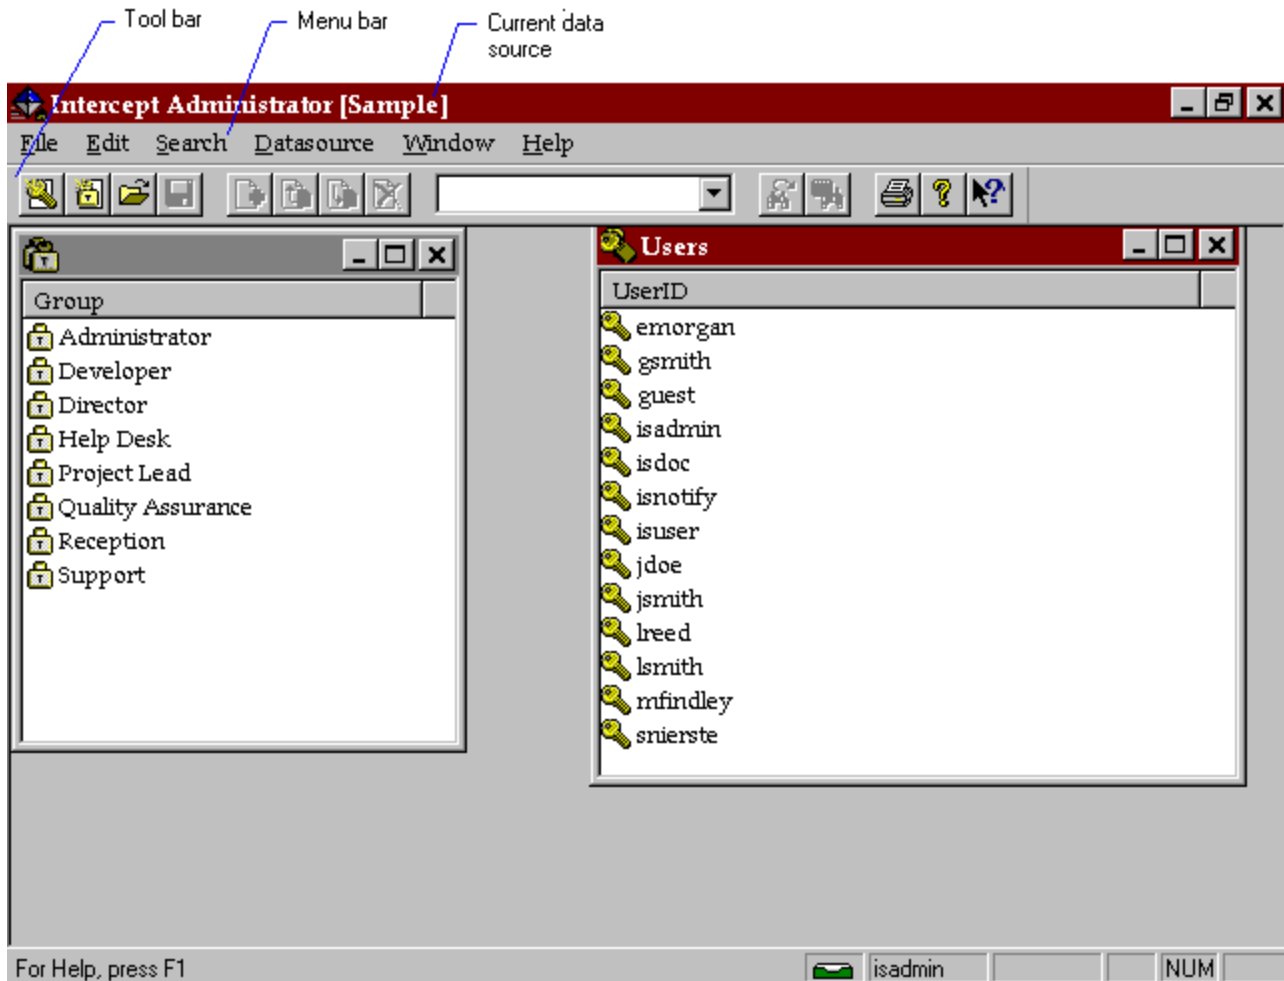 Tool bar
Menu bar
Current data
source
Intercept Administrator [Sample]
File Edit Search Datasource Window Help
Users
Group
UserID
Administrator
Developer
Director
Help Desk
Project Lead
Quality Assurance
Reception
Support
emorgan
gsmith
guest
isadmin
isdoc
isnotify
isuser
jdoe
jsmith
lreed
lsmith
mfindley
snierste
For Help, press F1
isadmin
NUM